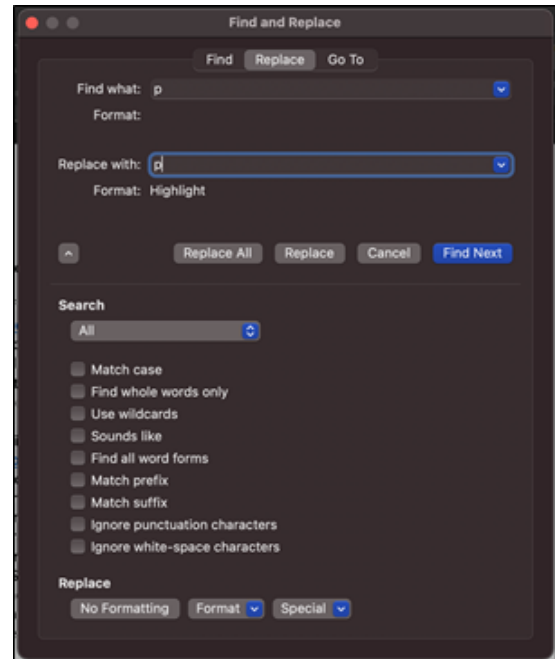 Find and Replace
Find Replace Go To
Find what: p
Format:
Replace with: p
Format: Highlight
Replace All Replace Cancel Find Next
Search
All
Match case
Find whole words only
Use wildcards
Sounds like
Find all word forms
Match prefix
Match suffix
Ignore punctuation characters
Ignore white-space characters
Replace
No Formatting Format Special